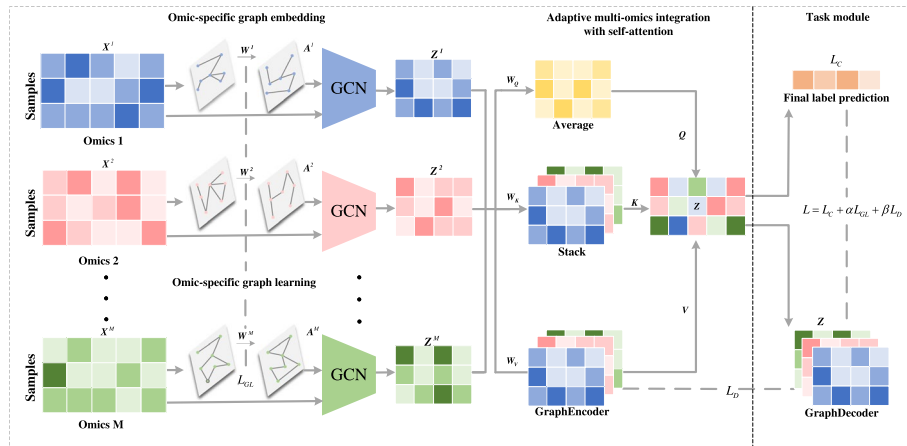 Omic-specific graph embedding
Adaptive multi-omics integration
with self-attention
Task module
Samples
X¹
Omics 1
W¹
A¹
GCN
Z¹
Samples
X²
Omics 2
W²
A²
GCN
Z²
Omic-specific graph learning
Samples
X^M
Omics M
W^M
L_GL
A^M
GCN
Z^M
W_Q
Average
Q
W_k
Stack
K
Z
W_V
GraphEncoder
V
L_D
L_C
Final label prediction
L = L_C + αL_GL + βL_D
Z
GraphDecoder